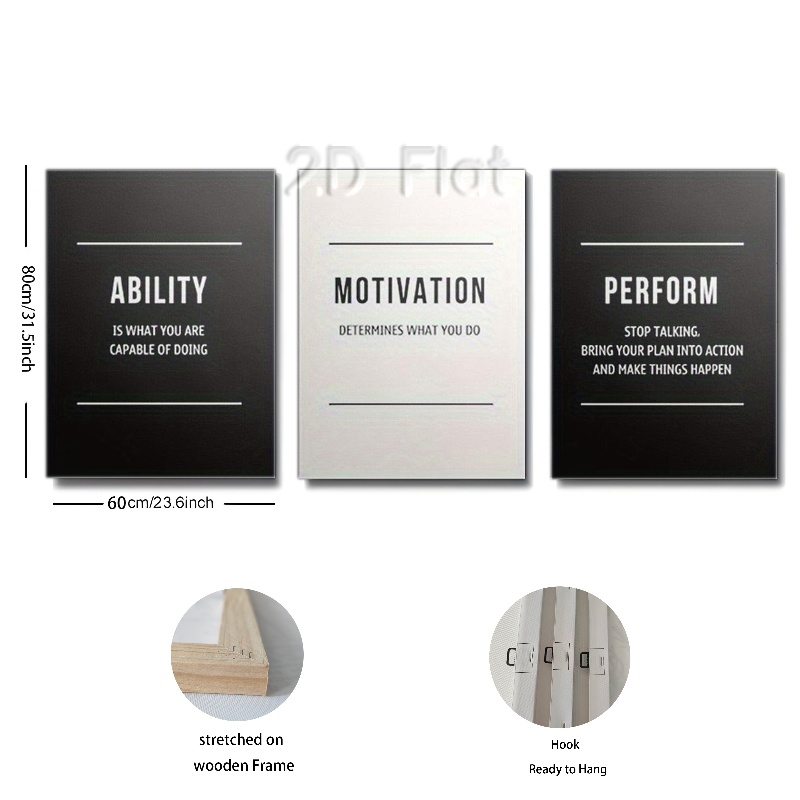 2D Flat
80cm/31.5inch
ABILITY
IS WHAT YOU ARE
CAPABLE OF DOING
MOTIVATION
DETERMINES WHAT YOU DO
PERFORM
STOP TALKING,
BRING YOUR PLAN INTO ACTION
AND MAKE THINGS HAPPEN
60cm/23.6inch
stretched on
wooden Frame
Hook
Ready to Hang